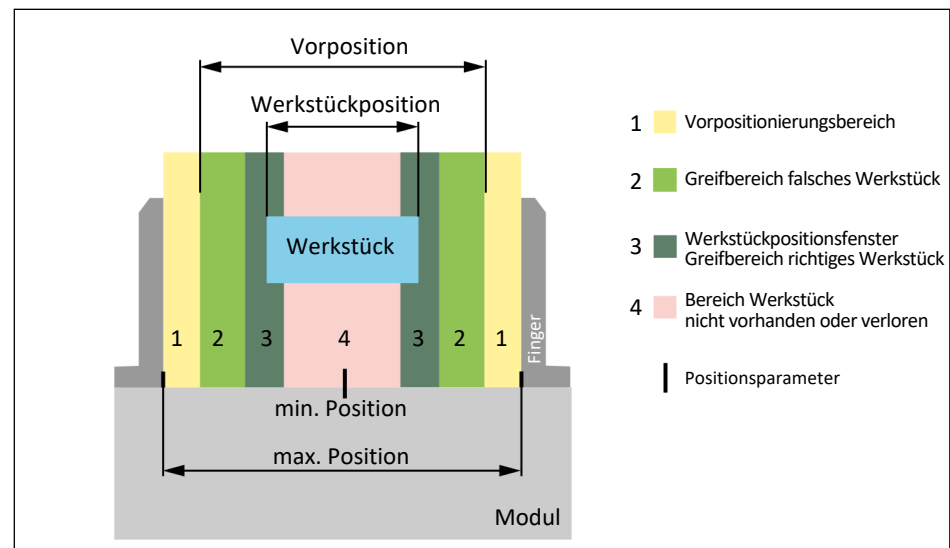 Vorposition
Werkstückposition
Werkstück
1 2 3 4 3 2 1
Finger
min. Position
max. Position
Modul
1 Vorpositionierungsbereich
2 Greifbereich falsches Werkstück
3 Werkstückpositionsfenster
Greifbereich richtiges Werkstück
4 Bereich Werkstück
nicht vorhanden oder verloren
Positionsparameter